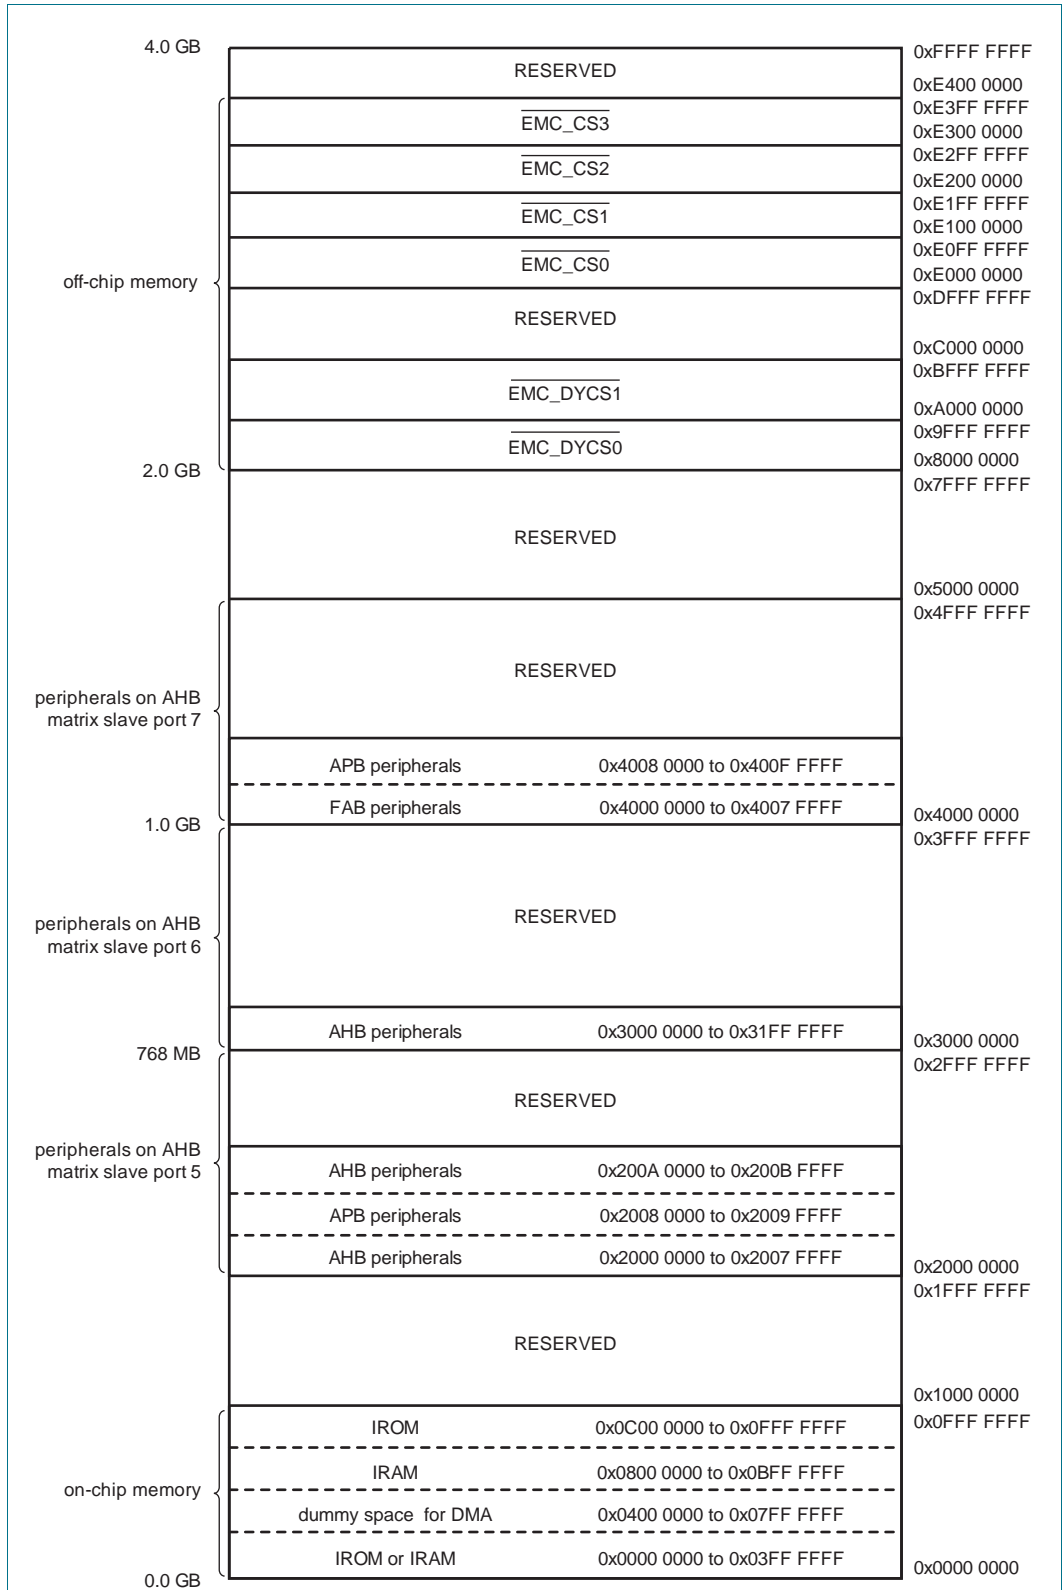 4.0 GB
0xFFFF FFFF
RESERVED
0xE400 0000
0xE3FF FFFF
EMC_CS3
0xE300 0000
0xE2FF FFFF
EMC_CS2
0xE200 0000
0xE1FF FFFF
EMC_CS1
0xE100 0000
0xE0FF FFFF
EMC_CS0
0xE000 0000
off-chip memory
0xDFFF FFFF
RESERVED
0xC000 0000
0xBFFF FFFF
EMC_DYCS1
0xA000 0000
0x9FFF FFFF
EMC_DYCS0
0x8000 0000
2.0 GB
0x7FFF FFFF
RESERVED
0x5000 0000
0x4FFF FFFF
RESERVED
peripherals on AHB
matrix slave port 7
APB peripherals 0x4008 0000 to 0x400F FFFF
FAB peripherals 0x4000 0000 to 0x4007 FFFF
0x4000 0000
1.0 GB
0x3FFF FFFF
RESERVED
peripherals on AHB
matrix slave port 6
AHB peripherals 0x3000 0000 to 0x31FF FFFF
0x3000 0000
768 MB
0x2FFF FFFF
RESERVED
peripherals on AHB
matrix slave port 5
AHB peripherals 0x200A 0000 to 0x200B FFFF
APB peripherals 0x2008 0000 to 0x2009 FFFF
AHB peripherals 0x2000 0000 to 0x2007 FFFF
0x2000 0000
0x1FFF FFFF
RESERVED
0x1000 0000
0x0FFF FFFF
IROM 0x0C00 0000 to 0x0FFF FFFF
IRAM 0x0800 0000 to 0x0BFF FFFF
on-chip memory
dummy space for DMA 0x0400 0000 to 0x07FF FFFF
IROM or IRAM 0x0000 0000 to 0x03FF FFFF
0x0000 0000
0.0 GB